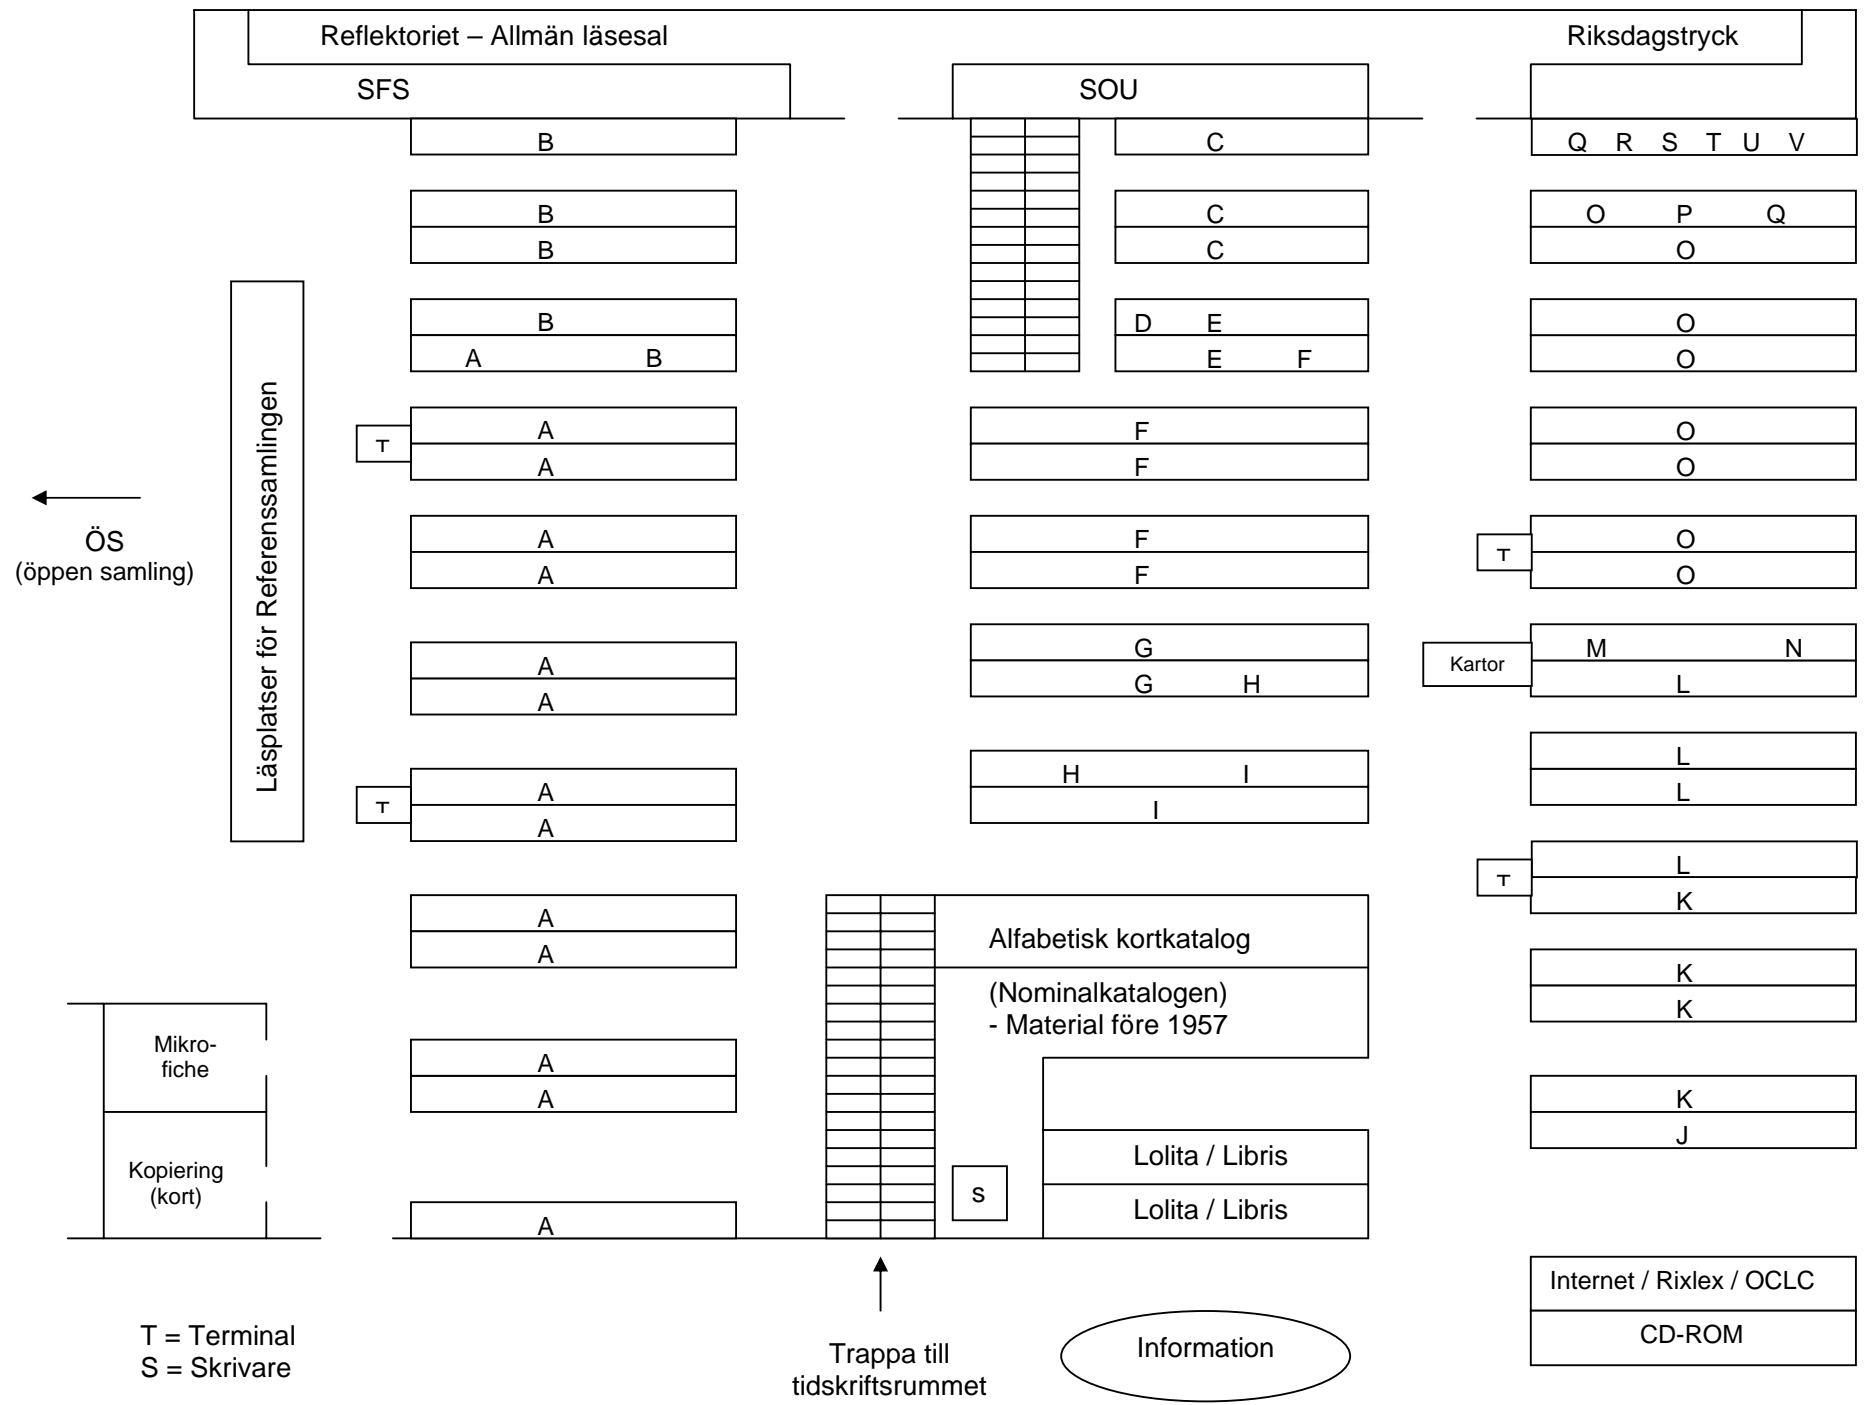 Reflektoriet – Allmän läsesal
Riksdagstryck
SFS
SOU
B
C
Q R S T U V
B
C
O P Q
B
C
O
B
D E
O
A B
E F
O
T
A
F
O
A
F
O
Läsplatser för Referenssamlingen
ÖS
(öppen samling)
A
F
T
O
A
F
O
A
G
Kartor
M N
A
G H
L
T
A
H I
L
A
I
L
T
L
K
A
A
Alfabetisk kortkatalog
(Nominalkatalogen)
- Material före 1957
K
K
Mikro-
fiche
A
A
K
J
Kopiering
(kort)
A
s
Lolita / Libris
Lolita / Libris
Internet / Rixlex / OCLC
CD-ROM
T = Terminal
S = Skrivare
Trappa till
tidskriftsrummet
Information